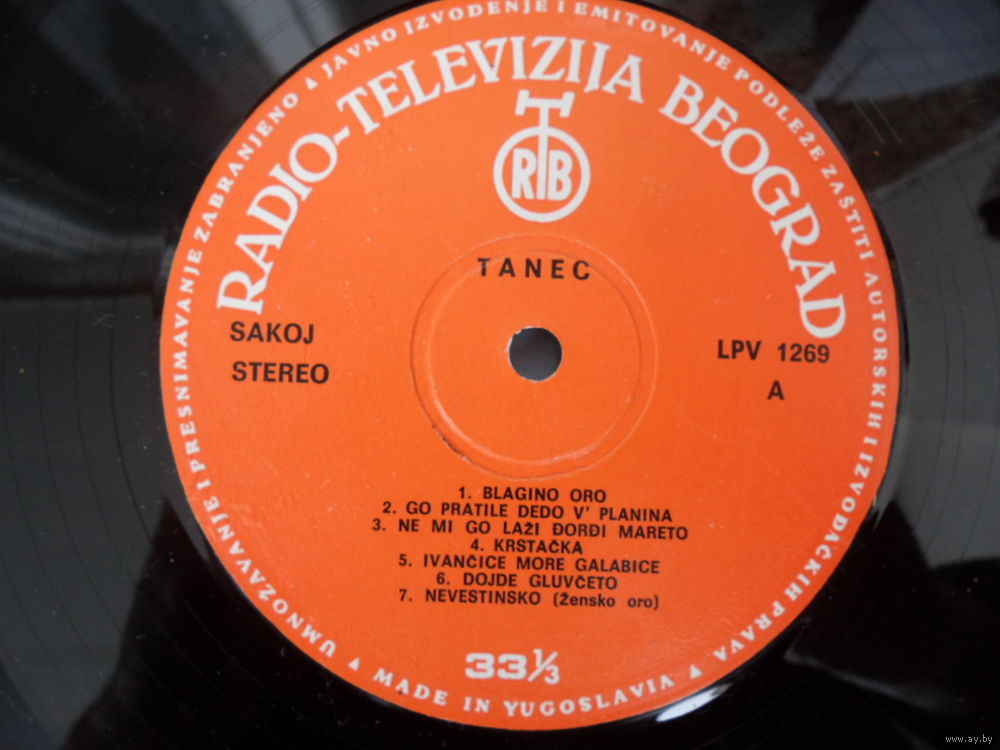 UMNOŽAVANJE I PRESNIMAVANJE ZABRANJENO ▲ JAVNO IZVOĐENJE I EMITOVANJE PODLEŽE ZAŠTITI AUTORSKIH I IZVOĐAČKIH PRAVA ▲
RADIO-TELEVIZIJA BEOGRAD
RTB
TANEC
SAKOJ
STEREO
LPV 1269
A
1. BLAGINO ORO
2. GO PRATILE DEDO V' PLANINA
3. NE MI GO LAŽI ĐORĐI MARETO
4. KRSTAČKA
5. IVANČICE MORE GALABICE
6. DOJDE GLUVČETO
7. NEVESTINSKO (Žensko oro)
33⅓
MADE IN YUGOSLAVIA ▲
www.ay.by